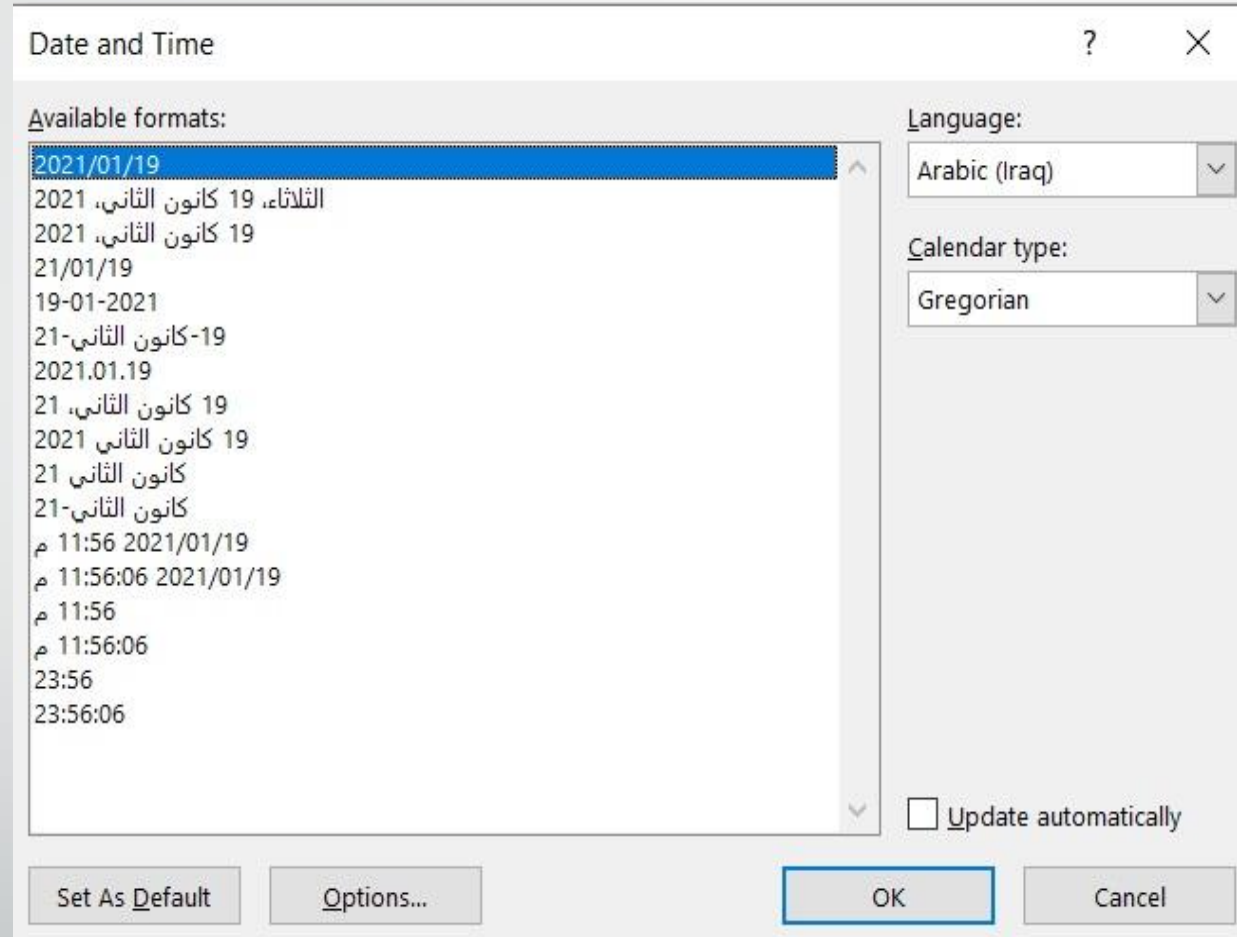 Date and Time
Available formats:
2021/01/19
الثلاثاء، 19 كانون الثاني، 2021
19 كانون الثاني، 2021
21/01/19
19-01-2021
19-كانون الثاني-21
2021.01.19
19 كانون الثاني، 21
19 كانون الثاني 2021
كانون الثاني 21
كانون الثاني-21
2021/01/19 11:56 م
2021/01/19 11:56:06 م
11:56 م
11:56:06 م
23:56
23:56:06
Language:
Arabic (Iraq)
Calendar type:
Gregorian
Update automatically
Set As Default
Options...
OK
Cancel